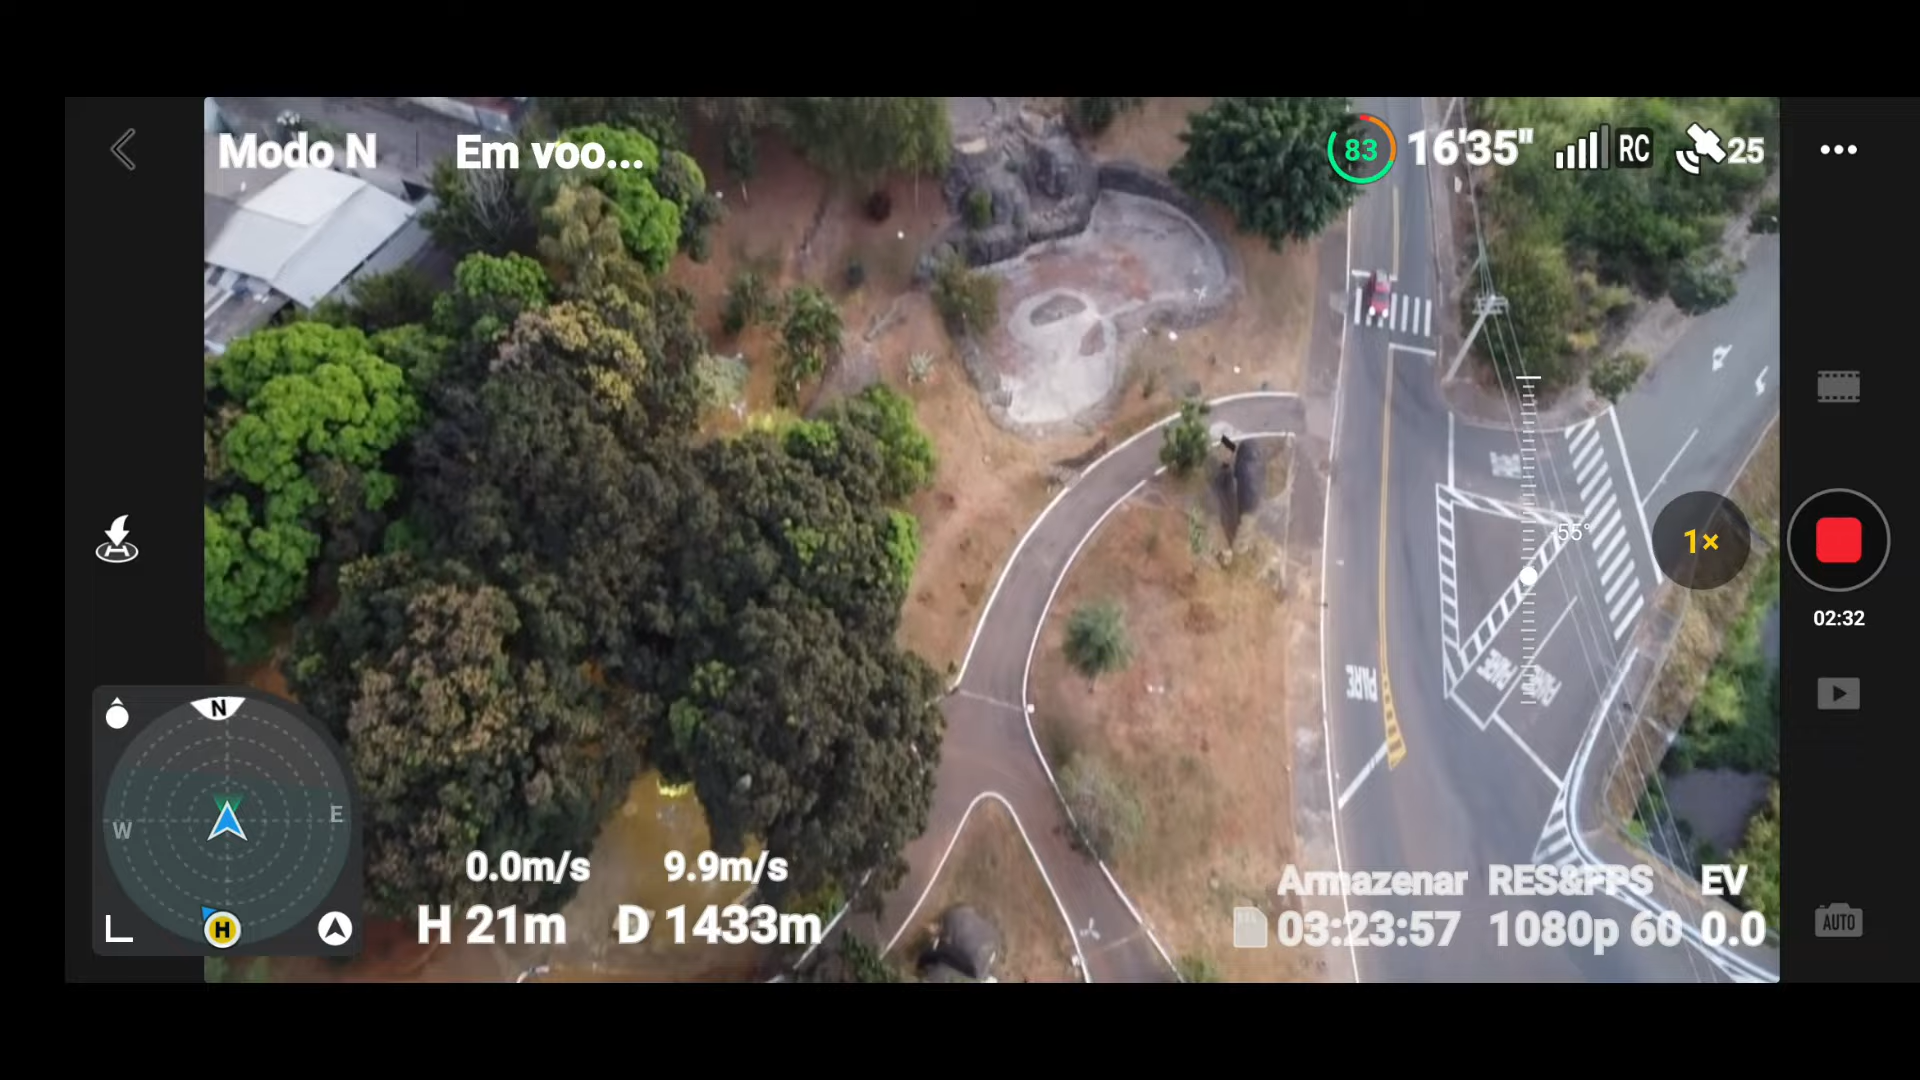 Modo N
Em voo...
83
16'35"
RC
25
55°
1×
02:32
PARE
PARE
PARE
N
W
E
H
0.0m/s
9.9m/s
H 21m
D 1433m
Armazenar
RES&FPS
EV
03:23:57
1080p 60
0.0
AUTO